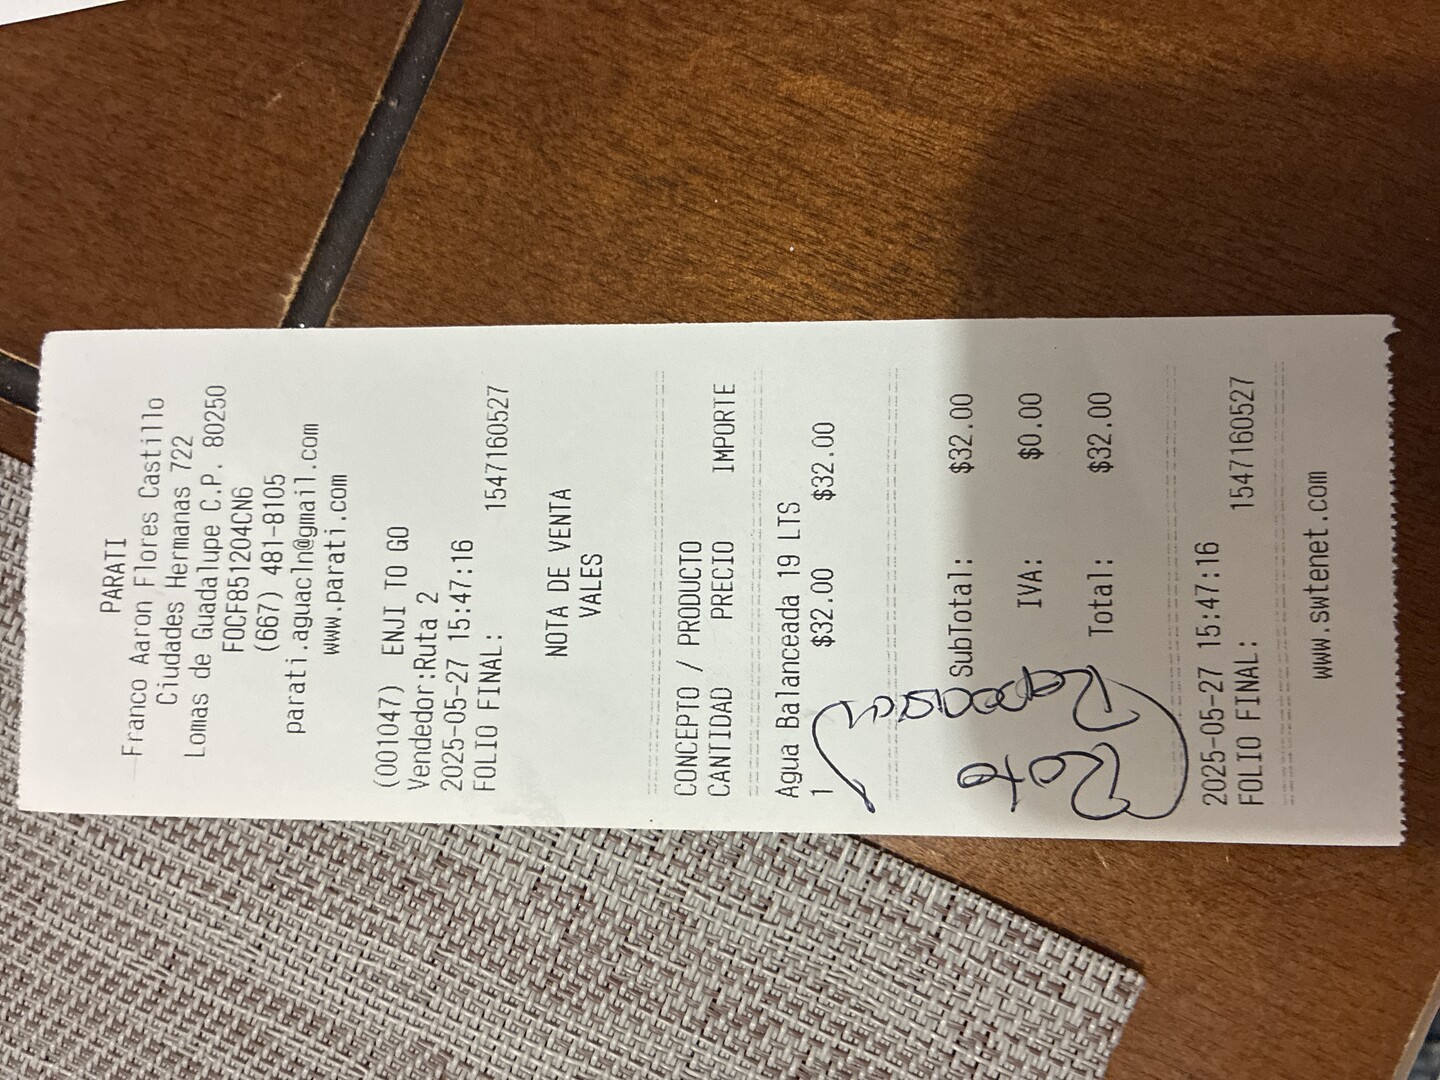 PARATI
Franco Aaron Flores Castillo
Ciudades Hermanas 722
Lomas de Guadalupe C.P. 80250
FOCF851204CN6
(667) 481-8105
parati.aguacln@gmail.com
www.parati.com
(001047) ENJI TO GO
Vendedor:Ruta 2
2025-05-27 15:47:16
FOLIO FINAL: 1547160527
NOTA DE VENTA
VALES
CONCEPTO / PRODUCTO
CANTIDAD PRECIO IMPORTE
Agua Balanceada 19 LTS
1 $32.00 $32.00
SubTotal: $32.00
IVA: $0.00
Total: $32.00
Roto
2025-05-27 15:47:16
FOLIO FINAL: 1547160527
www.swtenet.com